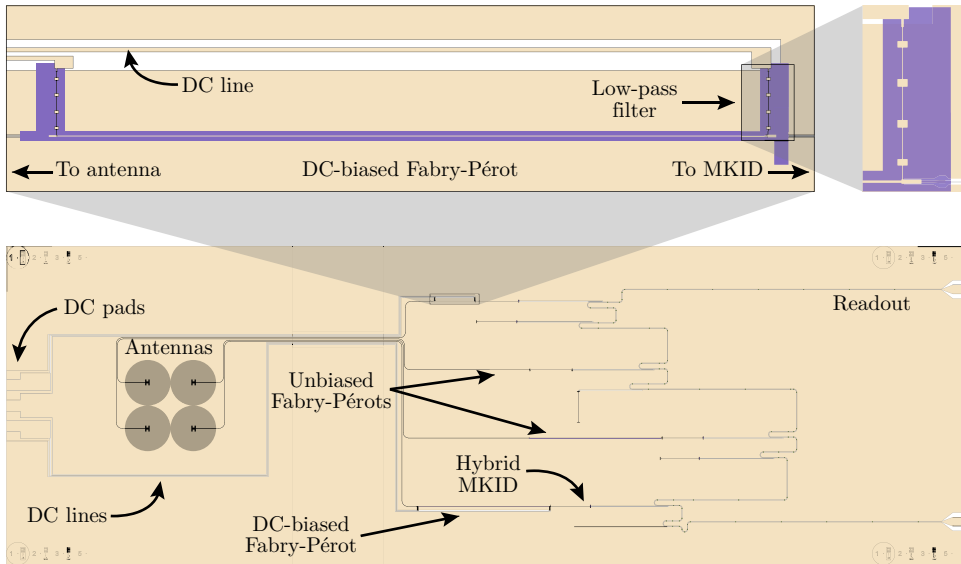 DC line
Low-pass
filter
To antenna
DC-biased Fabry-Pérot
To MKID
DC pads
Antennas
Readout
Unbiased
Fabry-Pérots
Hybrid
MKID
DC lines
DC-biased
Fabry-Pérot